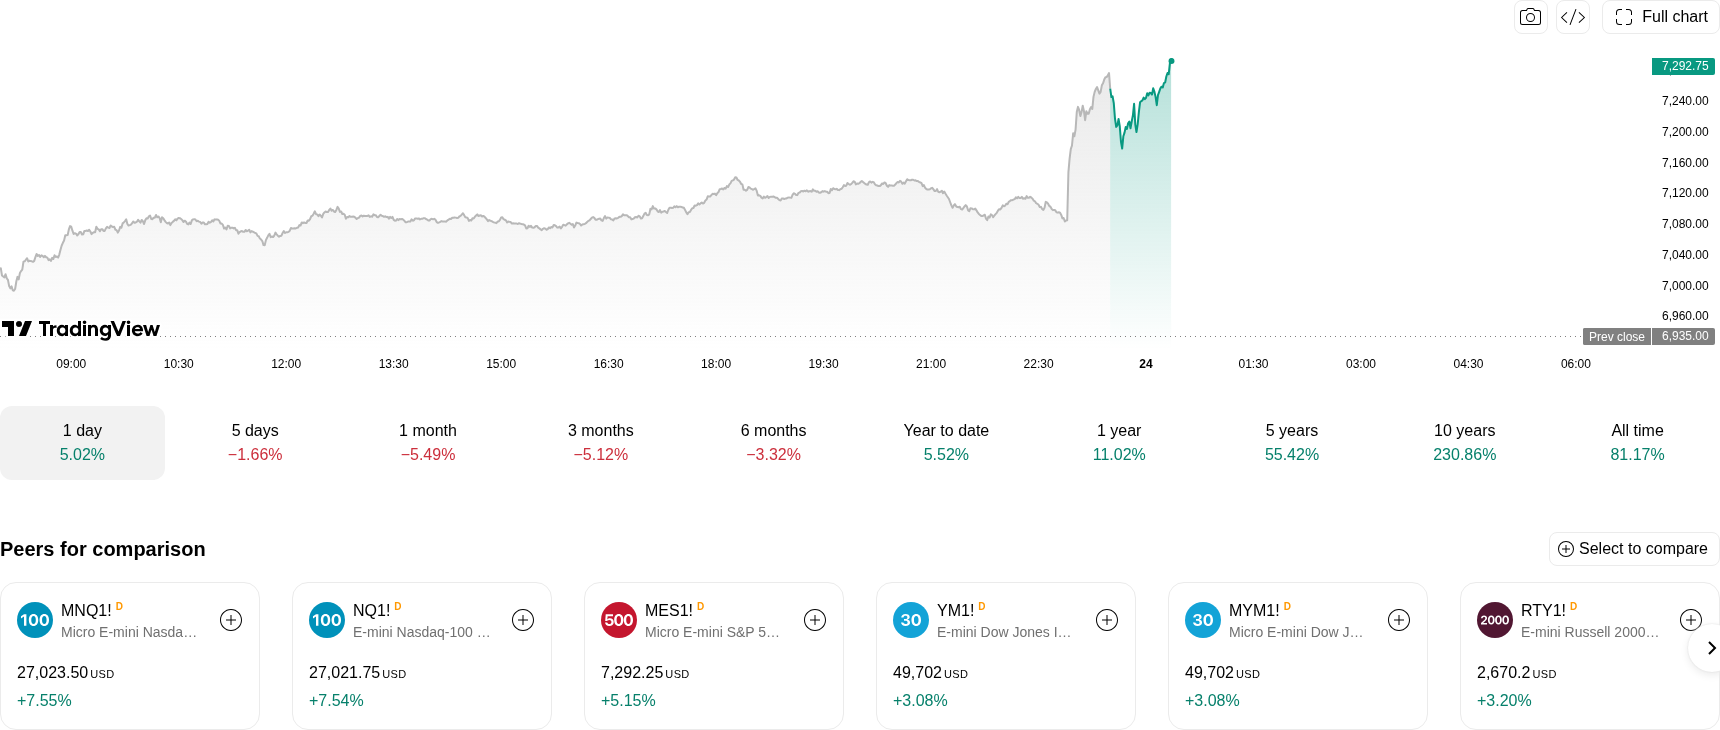 Full chart
7,292.75
7,240.00
7,200.00
7,160.00
7,120.00
7,080.00
7,040.00
7,000.00
6,960.00
TradingView
Prev close 6,935.00
09:00 10:30 12:00 13:30 15:00 16:30 18:00 19:30 21:00 22:30 24 01:30 03:00 04:30 06:00
1 day 5 days 1 month 3 months 6 months Year to date 1 year 5 years 10 years All time
5.02% −1.66% −5.49% −5.12% −3.32% 5.52% 11.02% 55.42% 230.86% 81.17%
Peers for comparison
Select to compare
100 MNQ1! D
Micro E-mini Nasda…
27,023.50 USD
+7.55%
100 NQ1! D
E-mini Nasdaq-100 …
27,021.75 USD
+7.54%
500 MES1! D
Micro E-mini S&P 5…
7,292.25 USD
+5.15%
30 YM1! D
E-mini Dow Jones I…
49,702 USD
+3.08%
30 MYM1! D
Micro E-mini Dow J…
49,702 USD
+3.08%
2000 RTY1! D
E-mini Russell 2000…
2,670.2 USD
+3.20%